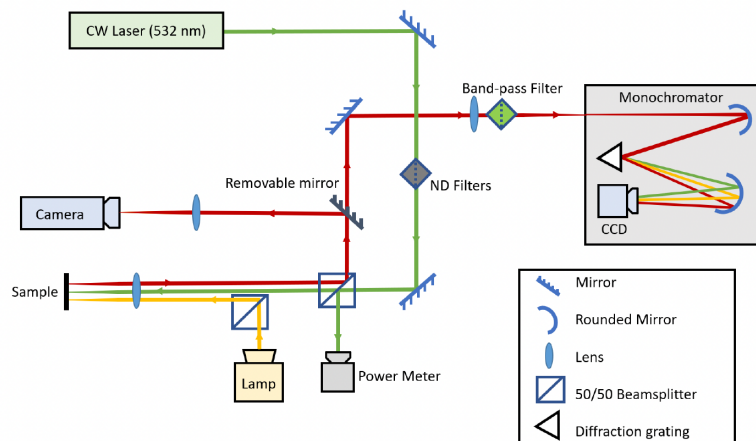 CW Laser (532 nm)
Band-pass Filter
Monochromator
Removable mirror
ND Filters
Camera
CCD
Sample
Mirror
Rounded Mirror
Lens
Lamp
Power Meter
50/50 Beamsplitter
Diffraction grating